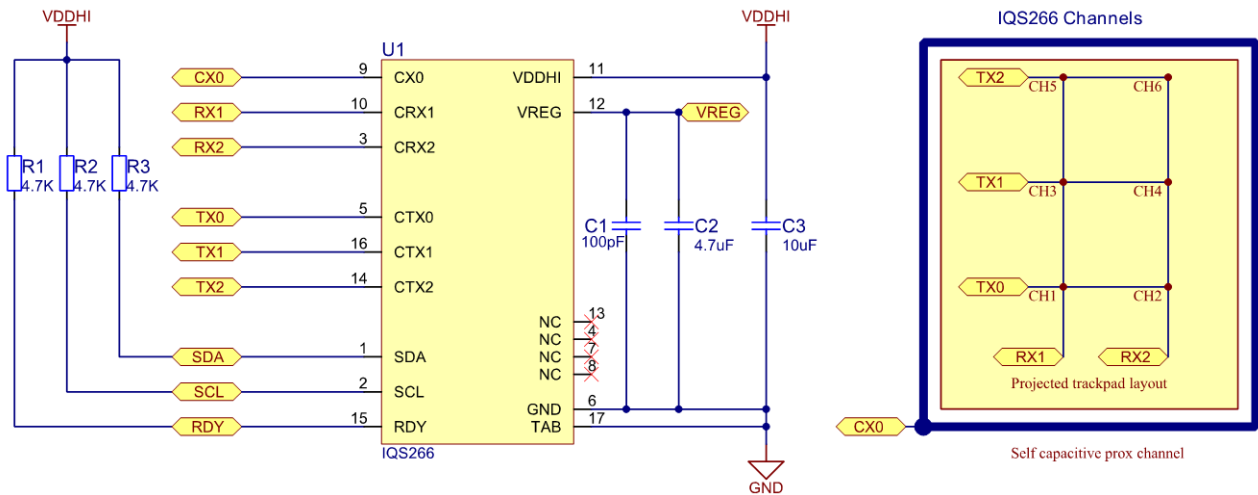 VDDHI
VDDHI
IQS266 Channels
U1
CX0 9 CX0 VDDHI 11
RX1 10 CRX1 VREG 12 VREG
RX2 3 CRX2
R1 4.7K
R2 4.7K
R3 4.7K
TX0 5 CTX0
TX1 16 CTX1
TX2 14 CTX2
C1 100pF
C2 4.7uF
C3 10uF
NC 13
NC 4
NC 7
NC 8
SDA 1 SDA
SCL 2 SCL GND 6
RDY 15 RDY TAB 17
IQS266
GND
TX2 CH5 CH6
TX1 CH3 CH4
TX0 CH1 CH2
RX1 RX2
Projected trackpad layout
CX0
Self capacitive prox channel